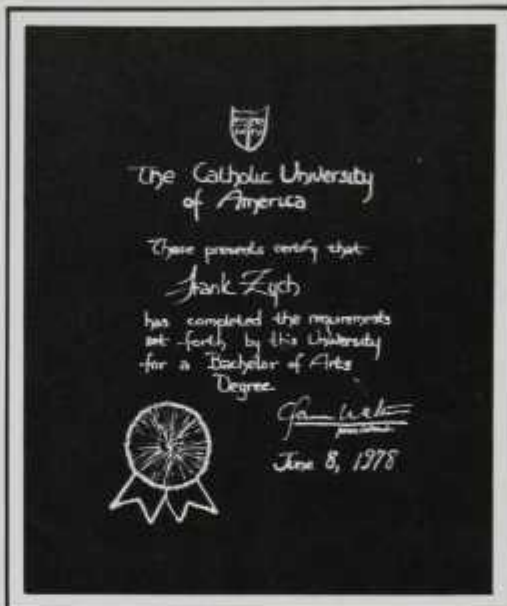 The Catholic University
of America
These presents certify that
Frank Zych
has completed the requirements
set forth by this University
for a Bachelor of Arts
Degree
June 8, 1978